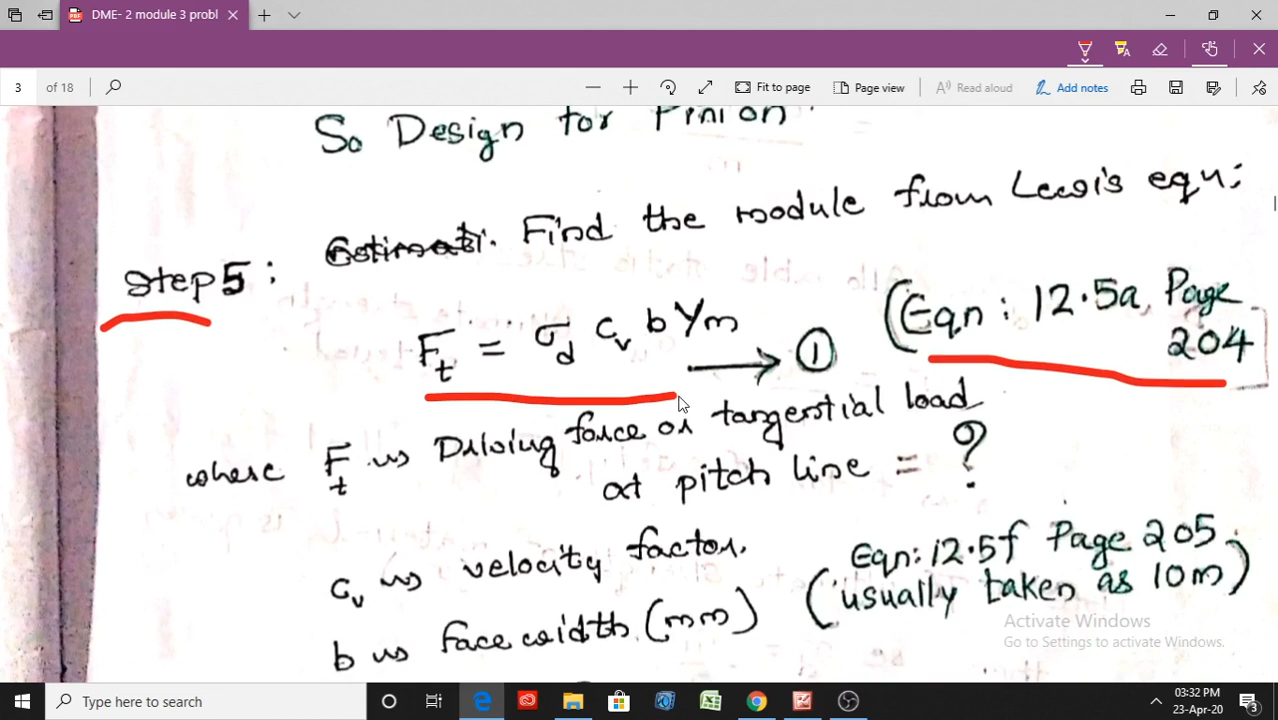 DME- 2 module 3 probl
3 of 18
Fit to page
Page view
Read aloud
Add notes
So Design for Pinion
Find the module from Lewis equn:
Step 5:
Ft = σd Cv b Y m → ① (Eqn: 12.5a, Page 204
where Ft is Driving force or tangential load
at pitch line = ?
Cv is velocity factor.
Eqn: 12.5f Page 205
b is face width (mm) (usually taken as 10m)
Activate Windows
Go to Settings to activate Windows.
Type here to search
03:32 PM
23-Apr-20
3